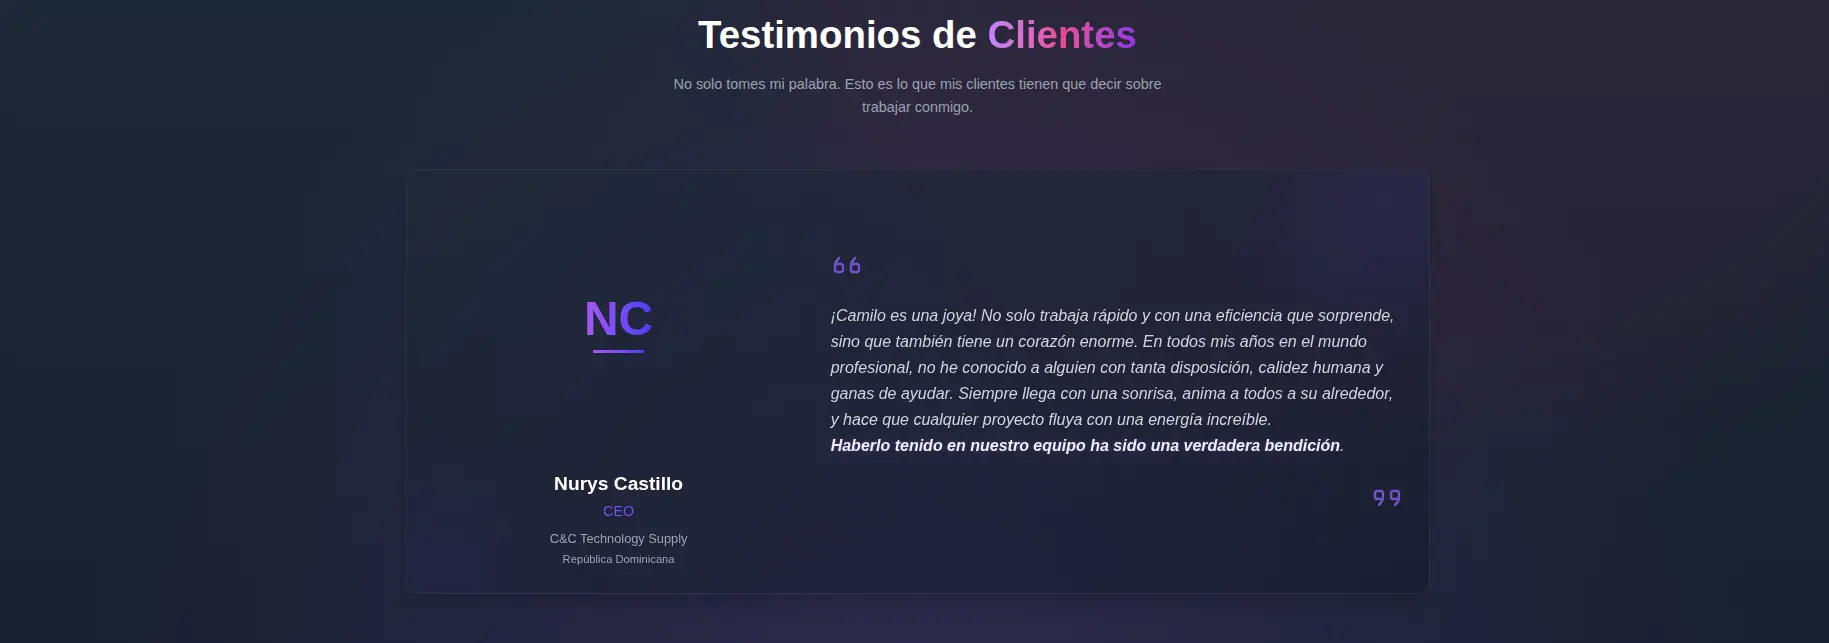 Testimonios de Clientes
No solo tomes mi palabra. Esto es lo que mis clientes tienen que decir sobre
trabajar conmigo.
NC
Nurys Castillo
CEO
C&C Technology Supply
República Dominicana
¡Camilo es una joya! No solo trabaja rápido y con una eficiencia que sorprende,
sino que también tiene un corazón enorme. En todos mis años en el mundo
profesional, no he conocido a alguien con tanta disposición, calidez humana y
ganas de ayudar. Siempre llega con una sonrisa, anima a todos a su alrededor,
y hace que cualquier proyecto fluya con una energía increíble.
Haberlo tenido en nuestro equipo ha sido una verdadera bendición.